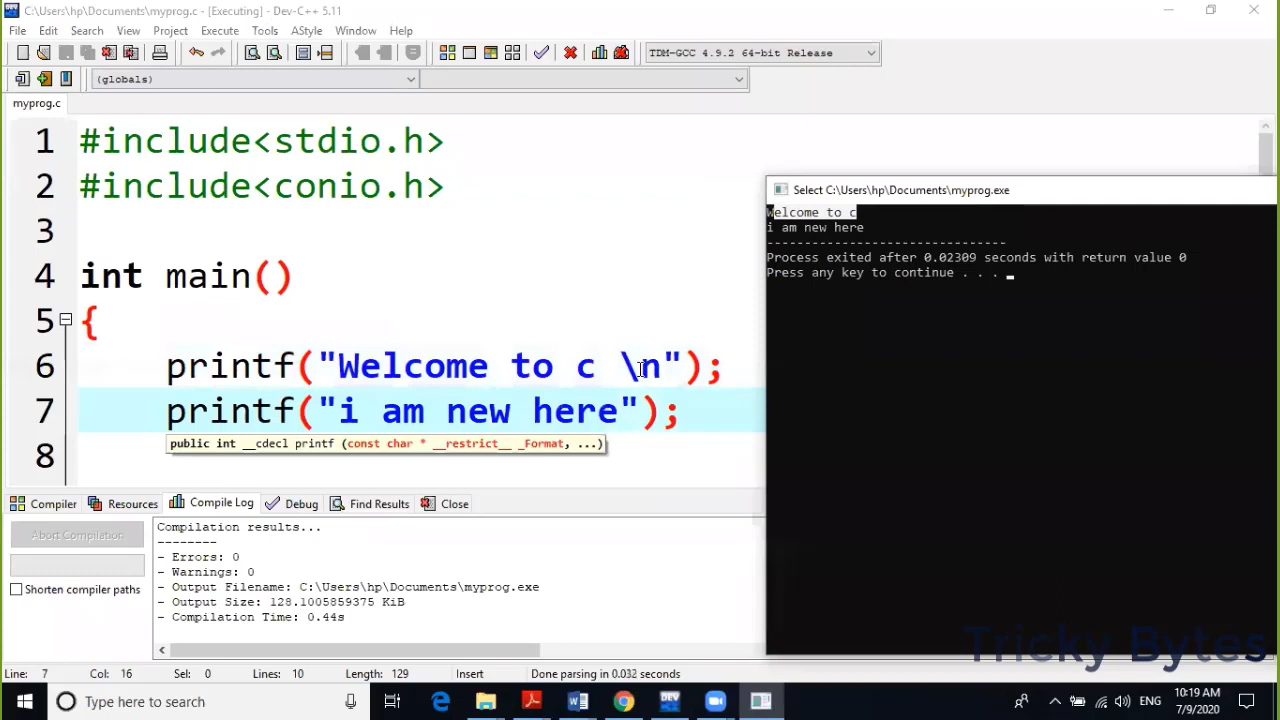 C:\Users\hp\Documents\myprog.c - [Executing] - Dev-C++ 5.11
File Edit Search View Project Execute Tools AStyle Window Help
TDM-GCC 4.9.2 64-bit Release
(globals)
myprog.c
1 #include<stdio.h>
2 #include<conio.h>
3
4 int main()
5 {
6 printf("Welcome to c \n");
7 printf("i am new here");
public int __cdecl printf (const char * __restrict__ _Format, ...)
8
Select C:\Users\hp\Documents\myprog.exe
Welcome to c
i am new here
--------------------------------
Process exited after 0.02309 seconds with return value 0
Press any key to continue . . .
Compiler Resources Compile Log Debug Find Results Close
Abort Compilation
Shorten compiler paths
Compilation results...
--------
- Errors: 0
- Warnings: 0
- Output Filename: C:\Users\hp\Documents\myprog.exe
- Output Size: 128.1005859375 KiB
- Compilation Time: 0.44s
Tricky Bytes
Line: 7 Col: 16 Sel: 0 Lines: 10 Length: 129 Insert Done parsing in 0.032 seconds
Type here to search
ENG
10:19 AM
7/9/2020